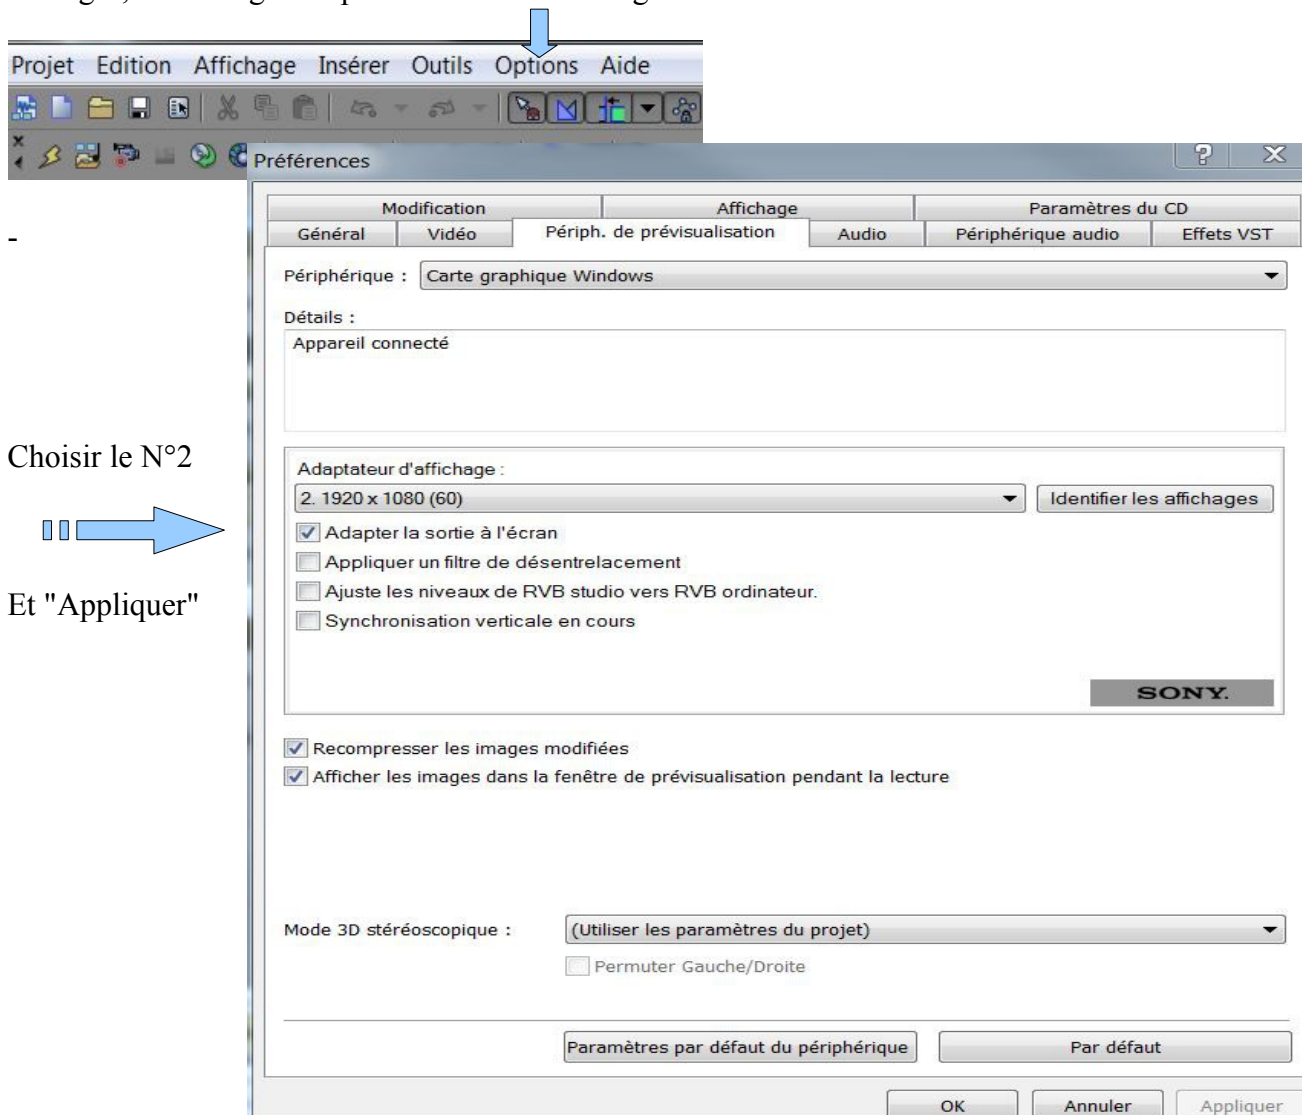 Projet Edition Affichage Insérer Outils Options Aide
Préférences
Modification Affichage Paramètres du CD
Général Vidéo Périph. de prévisualisation Audio Périphérique audio Effets VST
-
Périphérique : Carte graphique Windows
Détails :
Appareil connecté
Choisir le N°2
Adaptateur d'affichage :
2. 1920 x 1080 (60) Identifier les affichages
Adapter la sortie à l'écran
Appliquer un filtre de désentrelacement
Et "Appliquer"
Ajuste les niveaux de RVB studio vers RVB ordinateur.
Synchronisation verticale en cours
SONY.
Recompresser les images modifiées
Afficher les images dans la fenêtre de prévisualisation pendant la lecture
Mode 3D stéréoscopique : (Utiliser les paramètres du projet)
Permuter Gauche/Droite
Paramètres par défaut du périphérique Par défaut
OK Annuler Appliquer